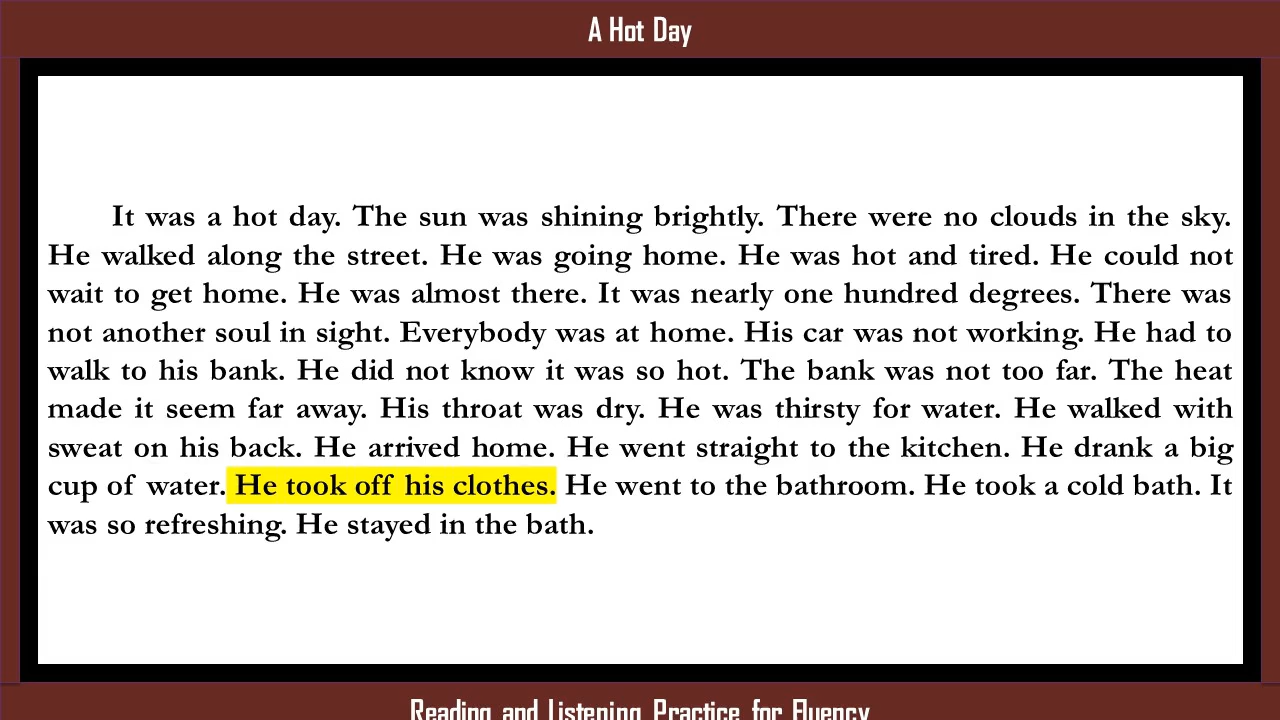 A Hot Day
It was a hot day. The sun was shining brightly. There were no clouds in the sky.
He walked along the street. He was going home. He was hot and tired. He could not
wait to get home. He was almost there. It was nearly one hundred degrees. There was
not another soul in sight. Everybody was at home. His car was not working. He had to
walk to his bank. He did not know it was so hot. The bank was not too far. The heat
made it seem far away. His throat was dry. He was thirsty for water. He walked with
sweat on his back. He arrived home. He went straight to the kitchen. He drank a big
cup of water. He took off his clothes. He went to the bathroom. He took a cold bath. It
was so refreshing. He stayed in the bath.
Reading and Listening Practice for Fluency